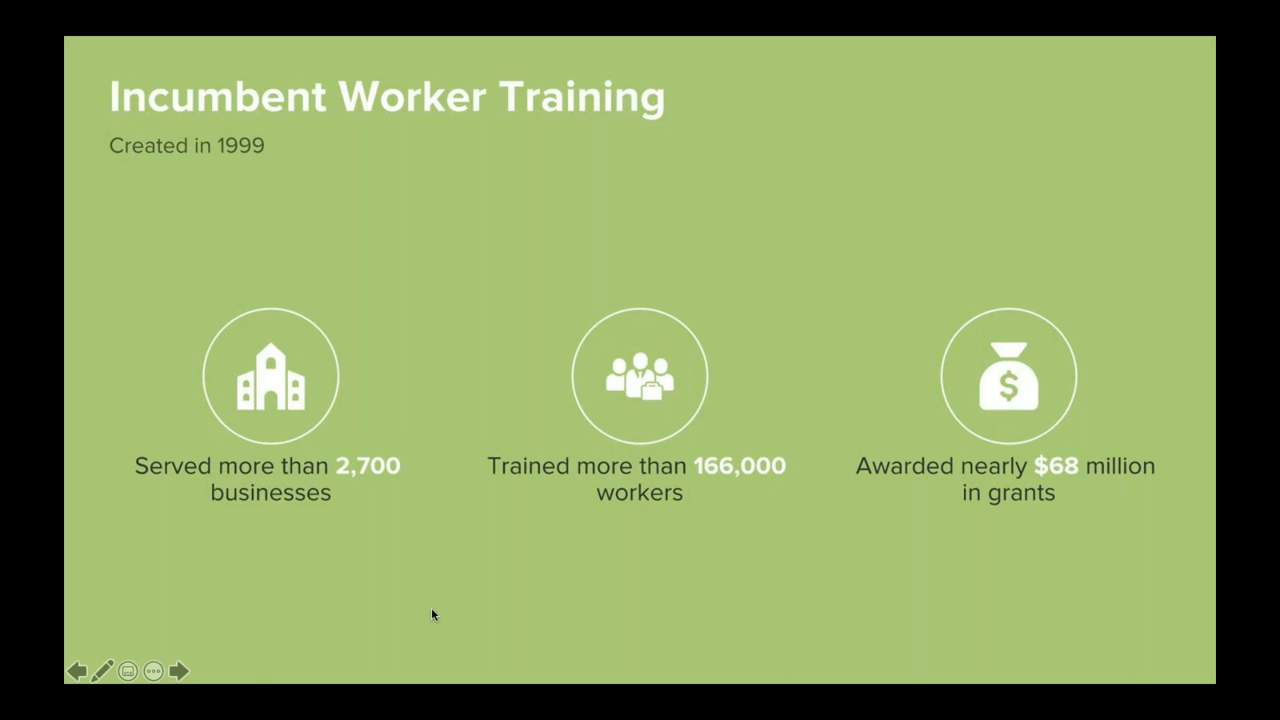 Incumbent Worker Training
Created in 1999
Served more than 2,700
businesses
Trained more than 166,000
workers
Awarded nearly $68 million
in grants